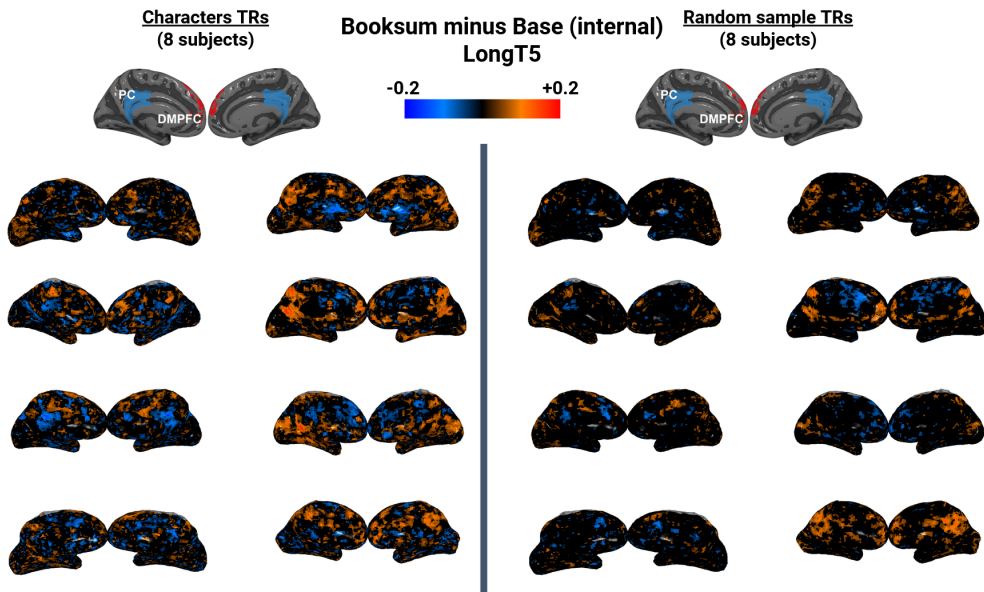 Characters TRs
(8 subjects)
Booksum minus Base (internal)
LongT5
Random sample TRs
(8 subjects)
-0.2
+0.2
PC
DMPFC
PC
DMPFC